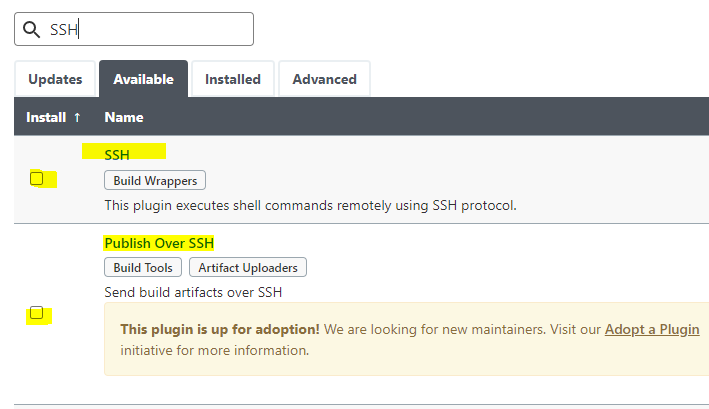 SSH
Updates
Available
Installed
Advanced
Install ↑ Name
SSH
Build Wrappers
This plugin executes shell commands remotely using SSH protocol.
Publish Over SSH
Build Tools Artifact Uploaders
Send build artifacts over SSH
This plugin is up for adoption! We are looking for new maintainers. Visit our Adopt a Plugin
initiative for more information.